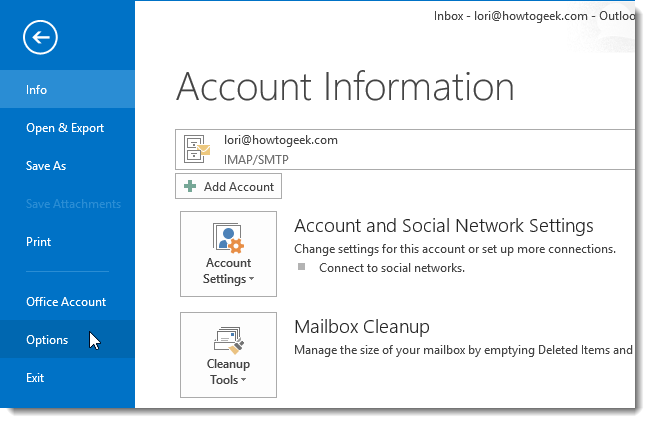 Inbox - lori@howtogeek.com - Outloo
Info
Open & Export
Save As
Save Attachments
Print
Office Account
Options
Exit
Account Information
lori@howtogeek.com
IMAP/SMTP
Add Account
Account
Settings
Account and Social Network Settings
Change settings for this account or set up more connections.
Connect to social networks.
Cleanup
Tools
Mailbox Cleanup
Manage the size of your mailbox by emptying Deleted Items and